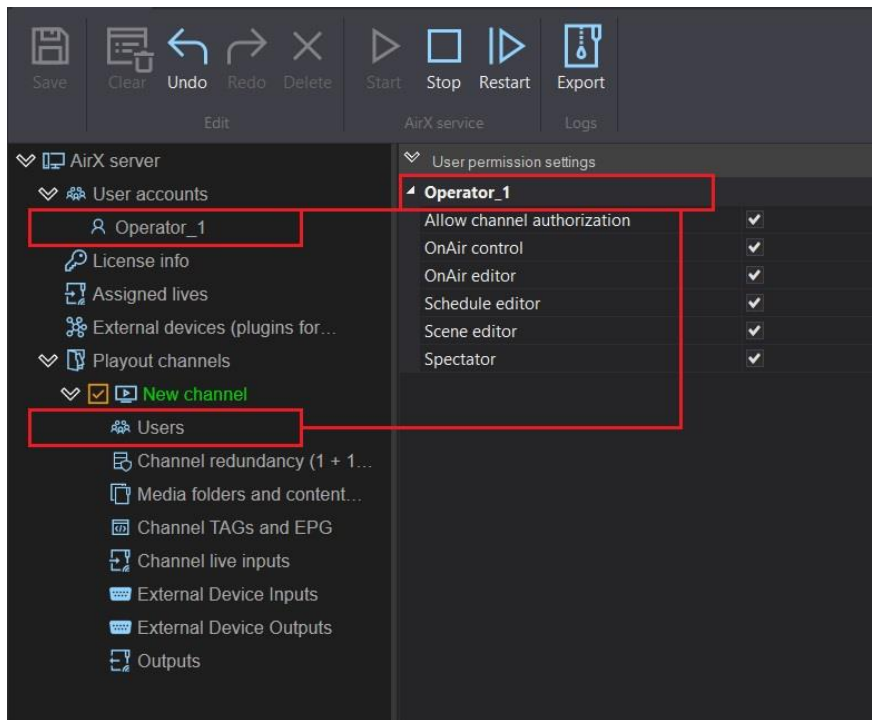 Save Clear Undo Redo Delete Start Stop Restart Export
Edit AirX service Logs
AirX server
User accounts
Operator_1
License info
Assigned lives
External devices (plugins for...
Playout channels
New channel
Users
Channel redundancy (1 + 1...
Media folders and content...
Channel TAGs and EPG
Channel live inputs
External Device Inputs
External Device Outputs
Outputs
User permission settings
Operator_1
Allow channel authorization
OnAir control
OnAir editor
Schedule editor
Scene editor
Spectator